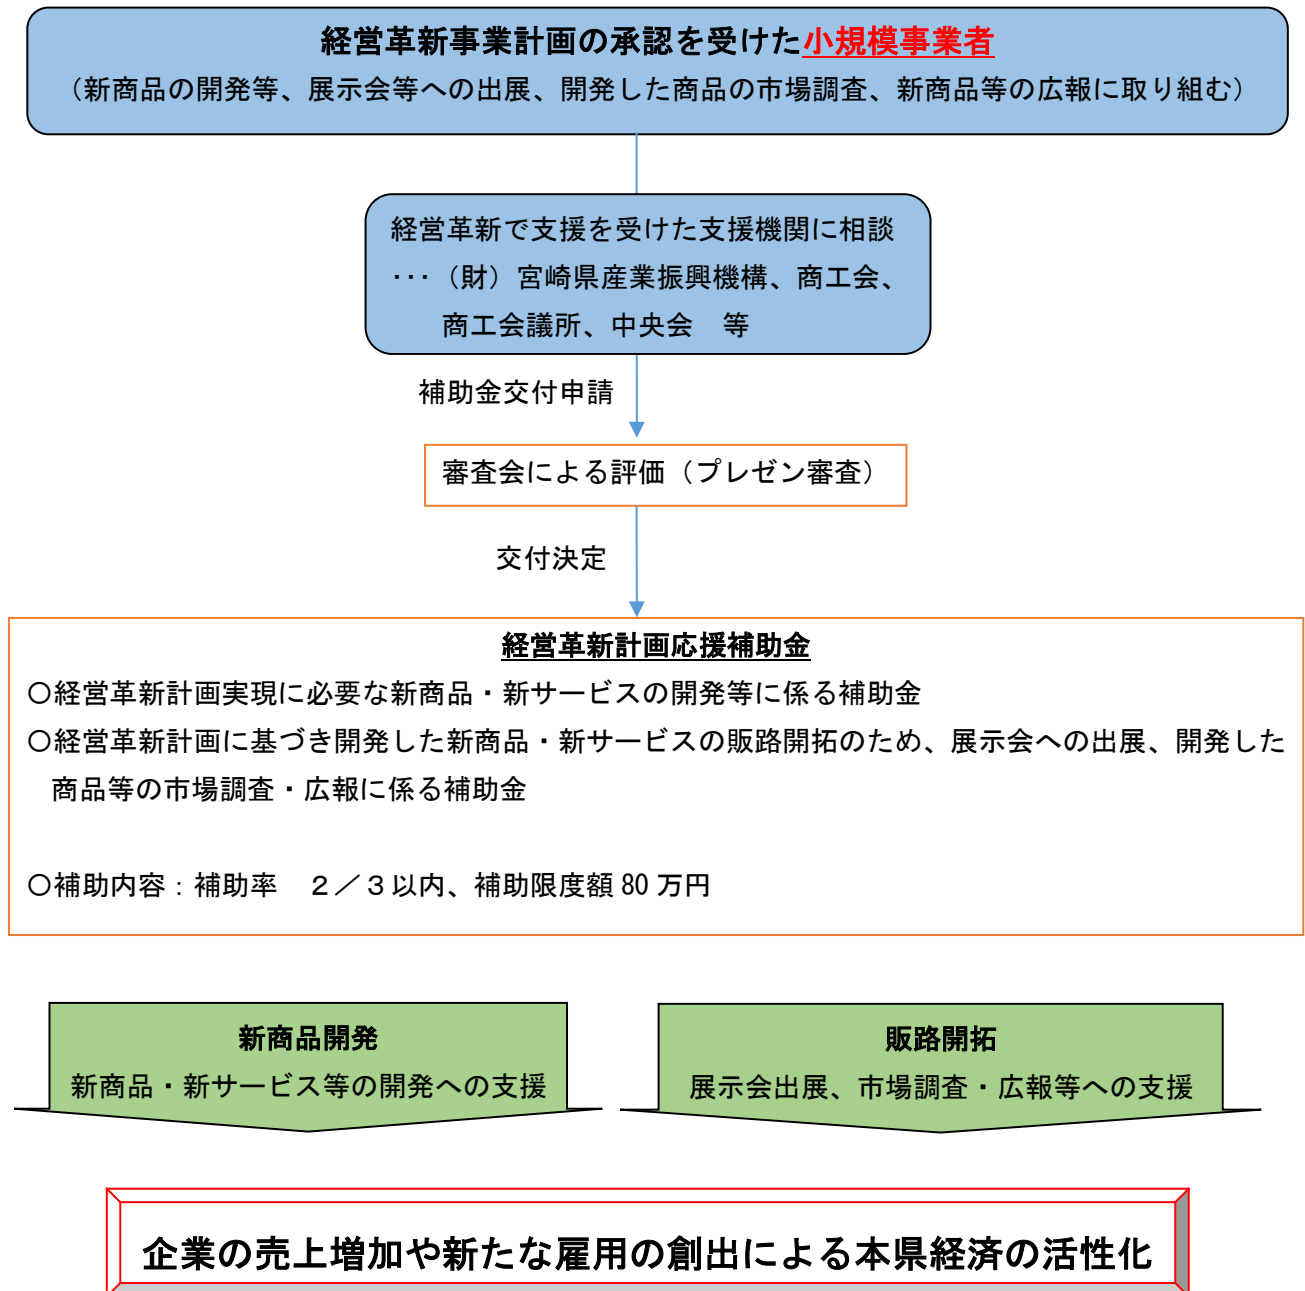 経営革新事業計画の承認を受けた小規模事業者
（新商品の開発等、展示会等への出展、開発した商品の市場調査、新商品等の広報に取り組む）
経営革新で支援を受けた支援機関に相談
･･･（財）宮崎県産業振興機構、商工会、
商工会議所、中央会　等
補助金交付申請
審査会による評価（プレゼン審査）
交付決定
経営革新計画応援補助金
〇経営革新計画実現に必要な新商品・新サービスの開発等に係る補助金
〇経営革新計画に基づき開発した新商品・新サービスの販路開拓のため、展示会への出展、開発した
商品等の市場調査・広報に係る補助金
〇補助内容：補助率　２／３以内、補助限度額 80 万円
新商品開発
新商品・新サービス等の開発への支援
販路開拓
展示会出展、市場調査・広報等への支援
企業の売上増加や新たな雇用の創出による本県経済の活性化